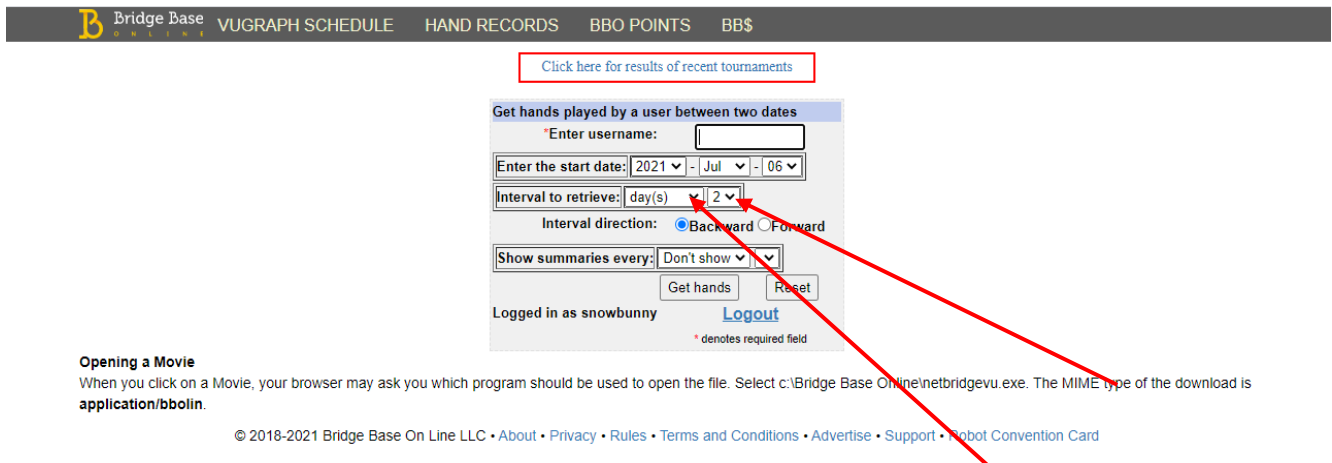 Bridge Base
ONLINE
VUGRAPH SCHEDULE HAND RECORDS BBO POINTS BB$
Click here for results of recent tournaments
Get hands played by a user between two dates
*Enter username:
Enter the start date: 2021 - Jul - 06
Interval to retrieve: day(s) 2
Interval direction: Backward Forward
Show summaries every: Don't show
Get hands Reset
Logged in as snowbunny Logout
* denotes required field
Opening a Movie
When you click on a Movie, your browser may ask you which program should be used to open the file. Select c:\Bridge Base Online\netbridgevu.exe. The MIME type of the download is
application/bbolin.
© 2018-2021 Bridge Base On Line LLC • About • Privacy • Rules • Terms and Conditions • Advertise • Support • Robot Convention Card